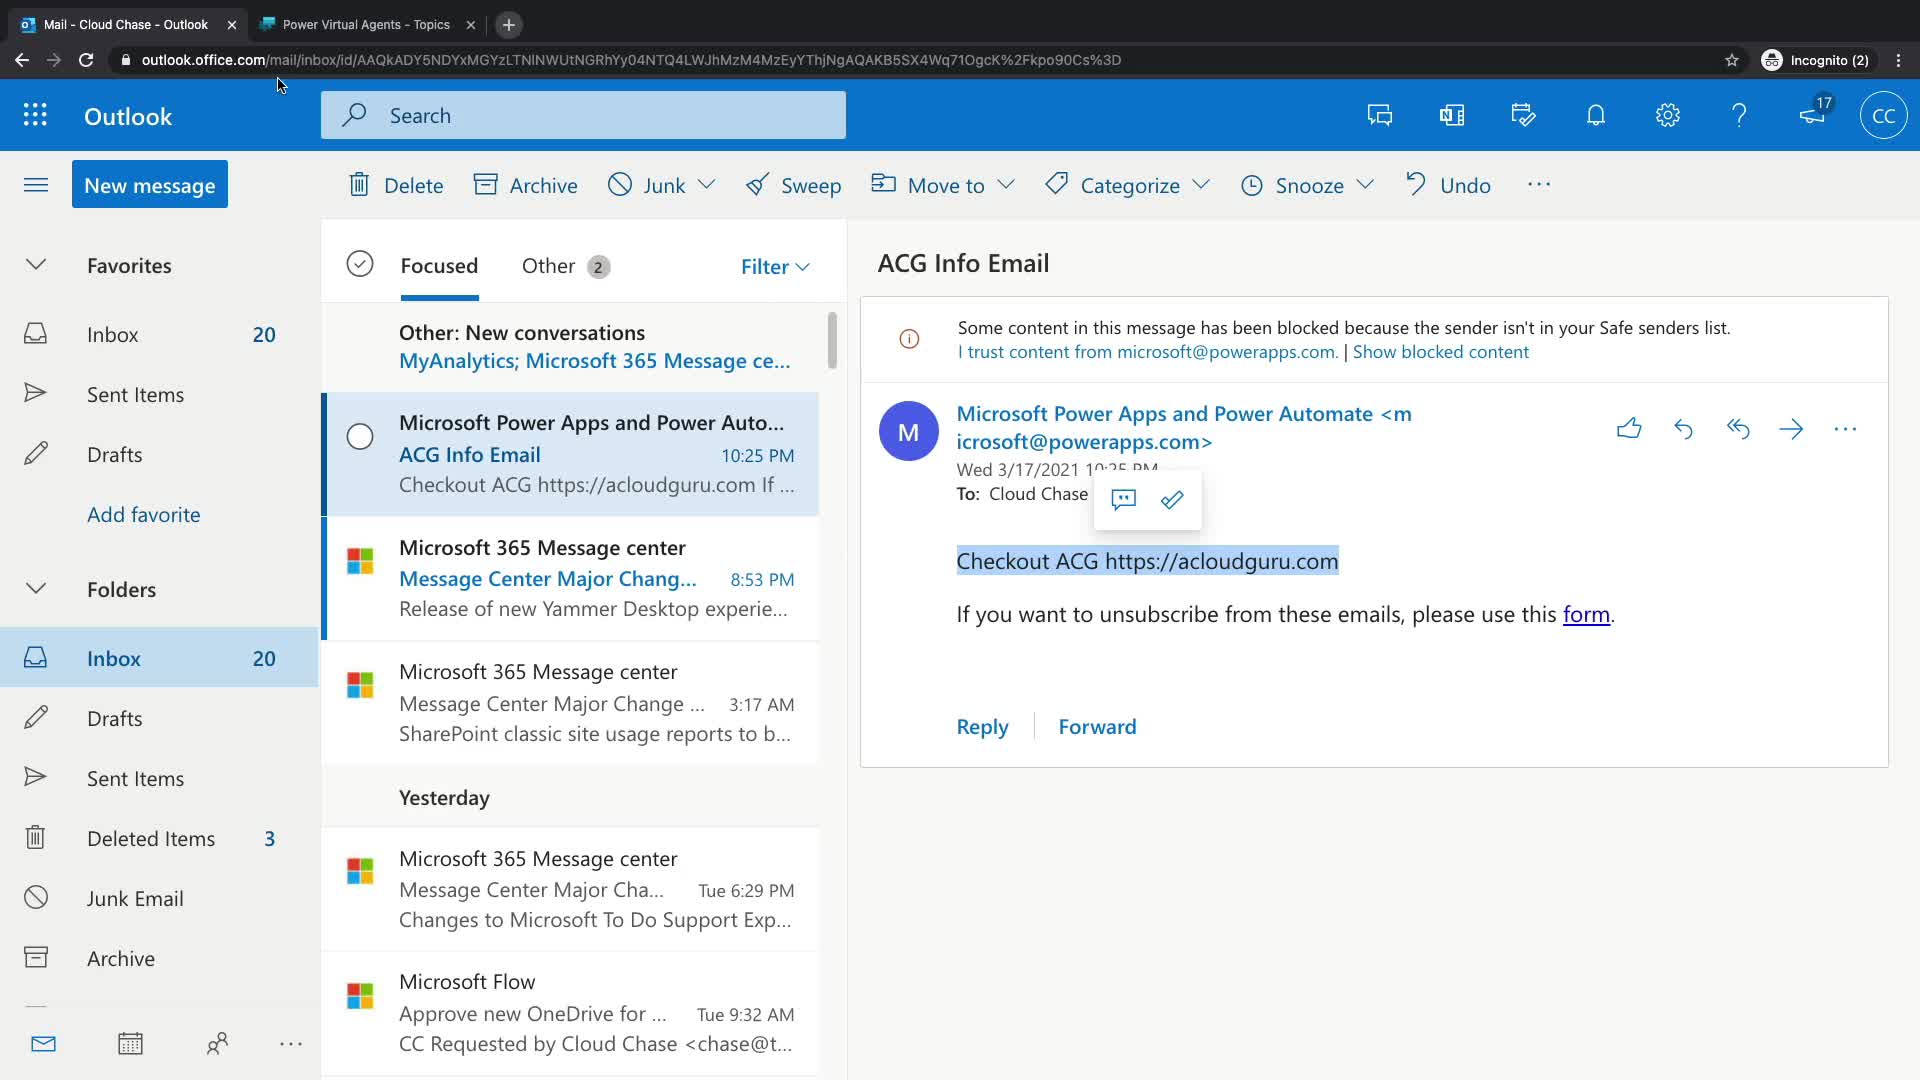 Mail - Cloud Chase - Outlook
Power Virtual Agents - Topics
outlook.office.com/mail/inbox/id/AAQkADY5NDYxMGYzLTNlNWUtNGRhYy04NTQ4LWJhMzM4MzEyYThjNgAQAKB5SX4Wq71OgcK%2Fkpo90Cs%3D
Incognito (2)
Outlook
Search
17
CC
New message
Delete
Archive
Junk
Sweep
Move to
Categorize
Snooze
Undo
Favorites
Inbox 20
Sent Items
Drafts
Add favorite
Folders
Inbox 20
Drafts
Sent Items
Deleted Items 3
Junk Email
Archive
Focused
Other 2
Filter
Other: New conversations
MyAnalytics; Microsoft 365 Message ce...
Microsoft Power Apps and Power Auto...
ACG Info Email 10:25 PM
Checkout ACG https://acloudguru.com If ...
Microsoft 365 Message center
Message Center Major Chang... 8:53 PM
Release of new Yammer Desktop experie...
Microsoft 365 Message center
Message Center Major Change ... 3:17 AM
SharePoint classic site usage reports to b...
Yesterday
Microsoft 365 Message center
Message Center Major Cha... Tue 6:29 PM
Changes to Microsoft To Do Support Exp...
Microsoft Flow
Approve new OneDrive for ... Tue 9:32 AM
CC Requested by Cloud Chase <chase@t...
ACG Info Email
Some content in this message has been blocked because the sender isn't in your Safe senders list.
I trust content from microsoft@powerapps.com. | Show blocked content
M
Microsoft Power Apps and Power Automate <m
icrosoft@powerapps.com>
Wed 3/17/2021 10:25 PM
To: Cloud Chase
Checkout ACG https://acloudguru.com
If you want to unsubscribe from these emails, please use this form.
Reply
Forward